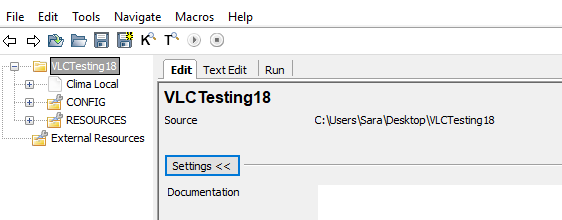 File Edit Tools Navigate Macros Help
K T
VLCTesting18
Clima Local
CONFIG
RESOURCES
External Resources
Edit Text Edit Run
VLCTesting18
Source C:\Users\Sara\Desktop\VLCTesting18
Settings <<
Documentation